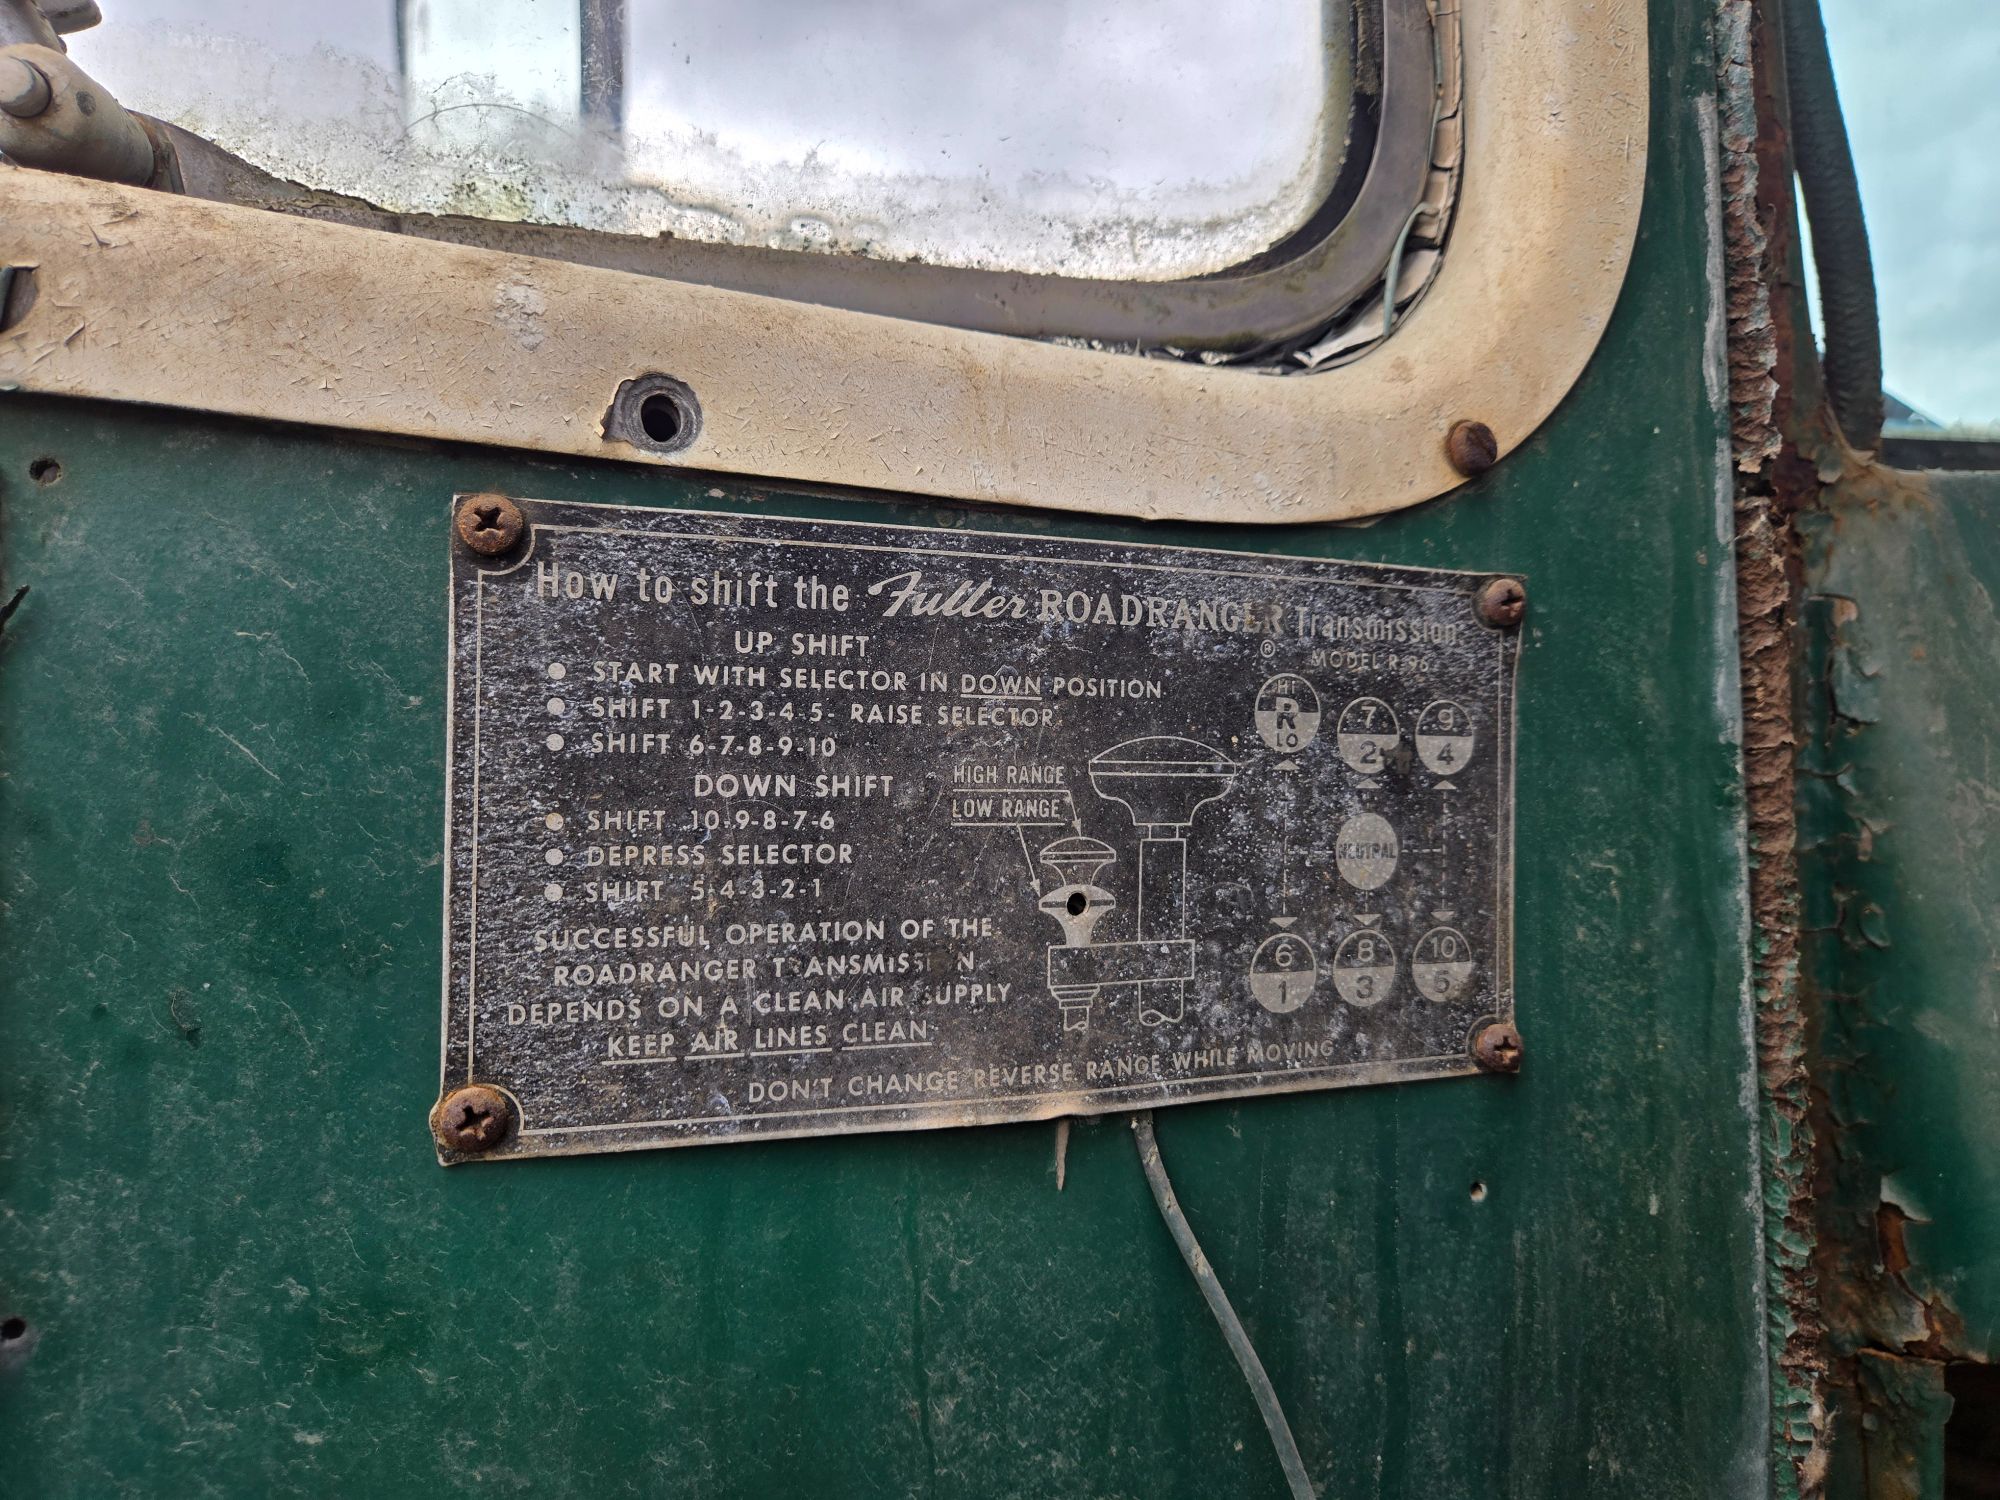 How to shift the Fuller ROADRANGER Transmission
®
MODEL R-96
UP SHIFT
● START WITH SELECTOR IN DOWN POSITION
● SHIFT 1-2-3-4-5- RAISE SELECTOR
● SHIFT 6-7-8-9-10
DOWN SHIFT
● SHIFT 10-9-8-7-6
● DEPRESS SELECTOR
● SHIFT 5-4-3-2-1
SUCCESSFUL OPERATION OF THE
ROADRANGER TRANSMISSION
DEPENDS ON A CLEAN AIR SUPPLY
KEEP AIR LINES CLEAN
HIGH RANGE
LOW RANGE
HI
R
LO
7
2
9
4
NEUTRAL
6
1
8
3
10
5
DON'T CHANGE REVERSE RANGE WHILE MOVING